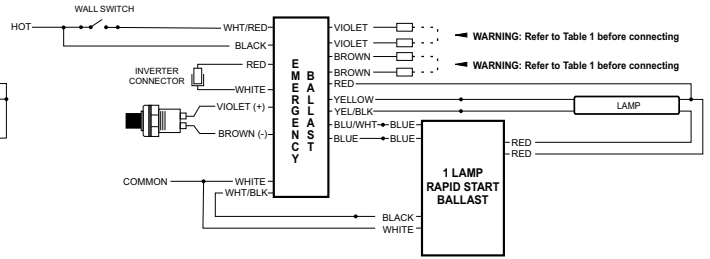 WALL SWITCH
HOT
WHT/RED
BLACK
RED
INVERTER
CONNECTOR
WHITE
VIOLET (+)
BROWN (-)
COMMON
WHITE
WHT/BLK
EMERGENCY
BALLAST
VIOLET
VIOLET
BROWN
BROWN
RED
YELLOW
YEL/BLK
BLU/WHT
BLUE
BLUE
BLUE
WARNING: Refer to Table 1 before connecting
WARNING: Refer to Table 1 before connecting
LAMP
RED
RED
1 LAMP
RAPID START
BALLAST
BLACK
WHITE